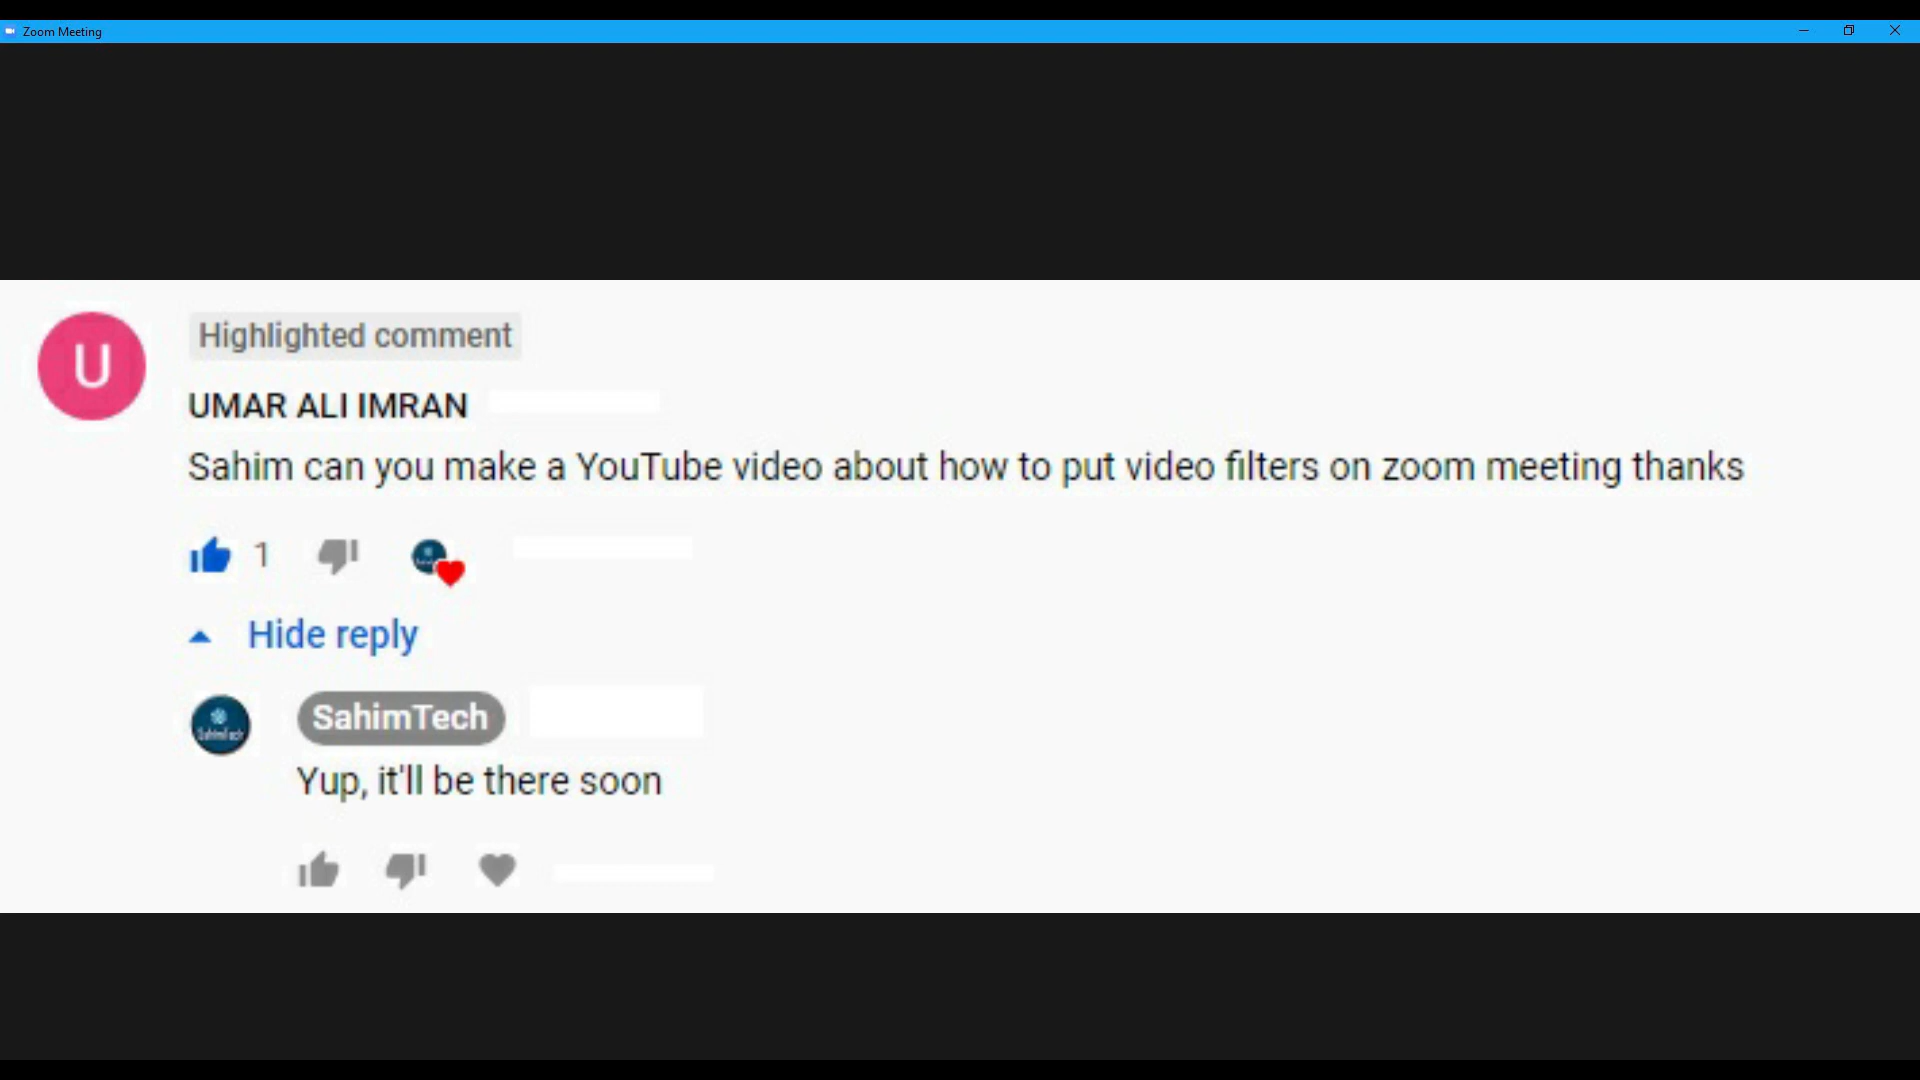 Zoom Meeting
U
Highlighted comment
UMAR ALI IMRAN
Sahim can you make a YouTube video about how to put video filters on zoom meeting thanks
1
Hide reply
SahimTech
SahimTech
Yup, it'll be there soon